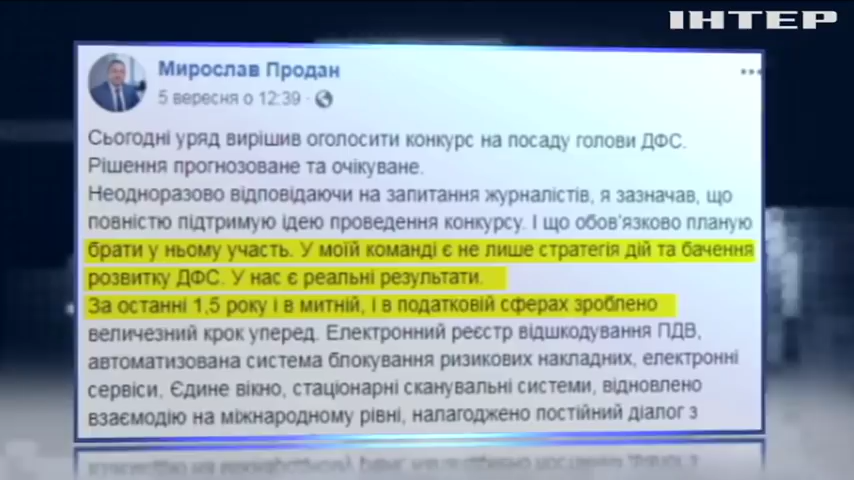 ІНТЕР
Мирослав Продан
5 вересня о 12:39 ·
Сьогодні уряд вирішив оголосити конкурс на посаду голови ДФС.
Рішення прогнозоване та очікуване.
Неодноразово відповідаючи на запитання журналістів, я зазначав, що
повністю підтримую ідею проведення конкурсу. І що обов'язково планую
брати у ньому участь. У моїй команді є не лише стратегія дій та бачення
розвитку ДФС. У нас є реальні результати.
За останні 1,5 року і в митній, і в податковій сферах зроблено
величезний крок уперед. Електронний реєстр відшкодування ПДВ,
автоматизована система блокування ризикових накладних, електронні
сервіси, Єдине вікно, стаціонарні сканувальні системи, відновлено
взаємодію на міжнародному рівні, налагоджено постійний діалог з